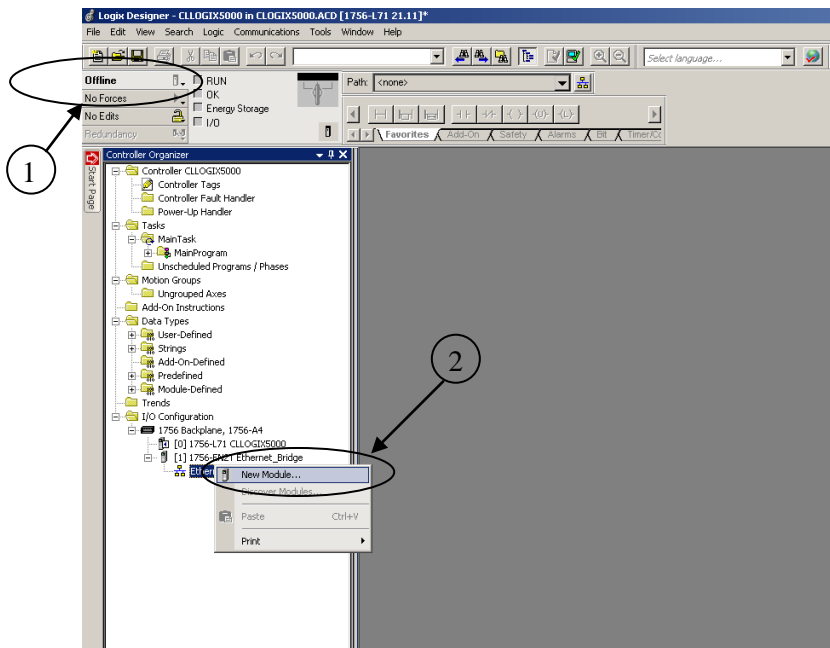 Logix Designer - CLLOGIX5000 in CLOGIX5000.ACD [1756-L71 21.11]*
File Edit View Search Logic Communications Tools Window Help
Select language...
Offline
RUN
Path: <none>
No Forces
OK
No Edits
Energy Storage
Redundancy
I/O
Favorites Add-On Safety Alarms Bit Timer/Cc
1
Start Page
Controller Organizer
Controller CLLOGIX5000
Controller Tags
Controller Fault Handler
Power-Up Handler
Tasks
MainTask
MainProgram
Unscheduled Programs / Phases
Motion Groups
Ungrouped Axes
Add-On Instructions
Data Types
User-Defined
Strings
Add-On-Defined
Predefined
Module-Defined
2
Trends
I/O Configuration
1756 Backplane, 1756-A4
[0] 1756-L71 CLLOGIX5000
[1] 1756-EN2T Ethernet_Bridge
Ether
New Module...
Discover Modules...
Paste Ctrl+V
Print